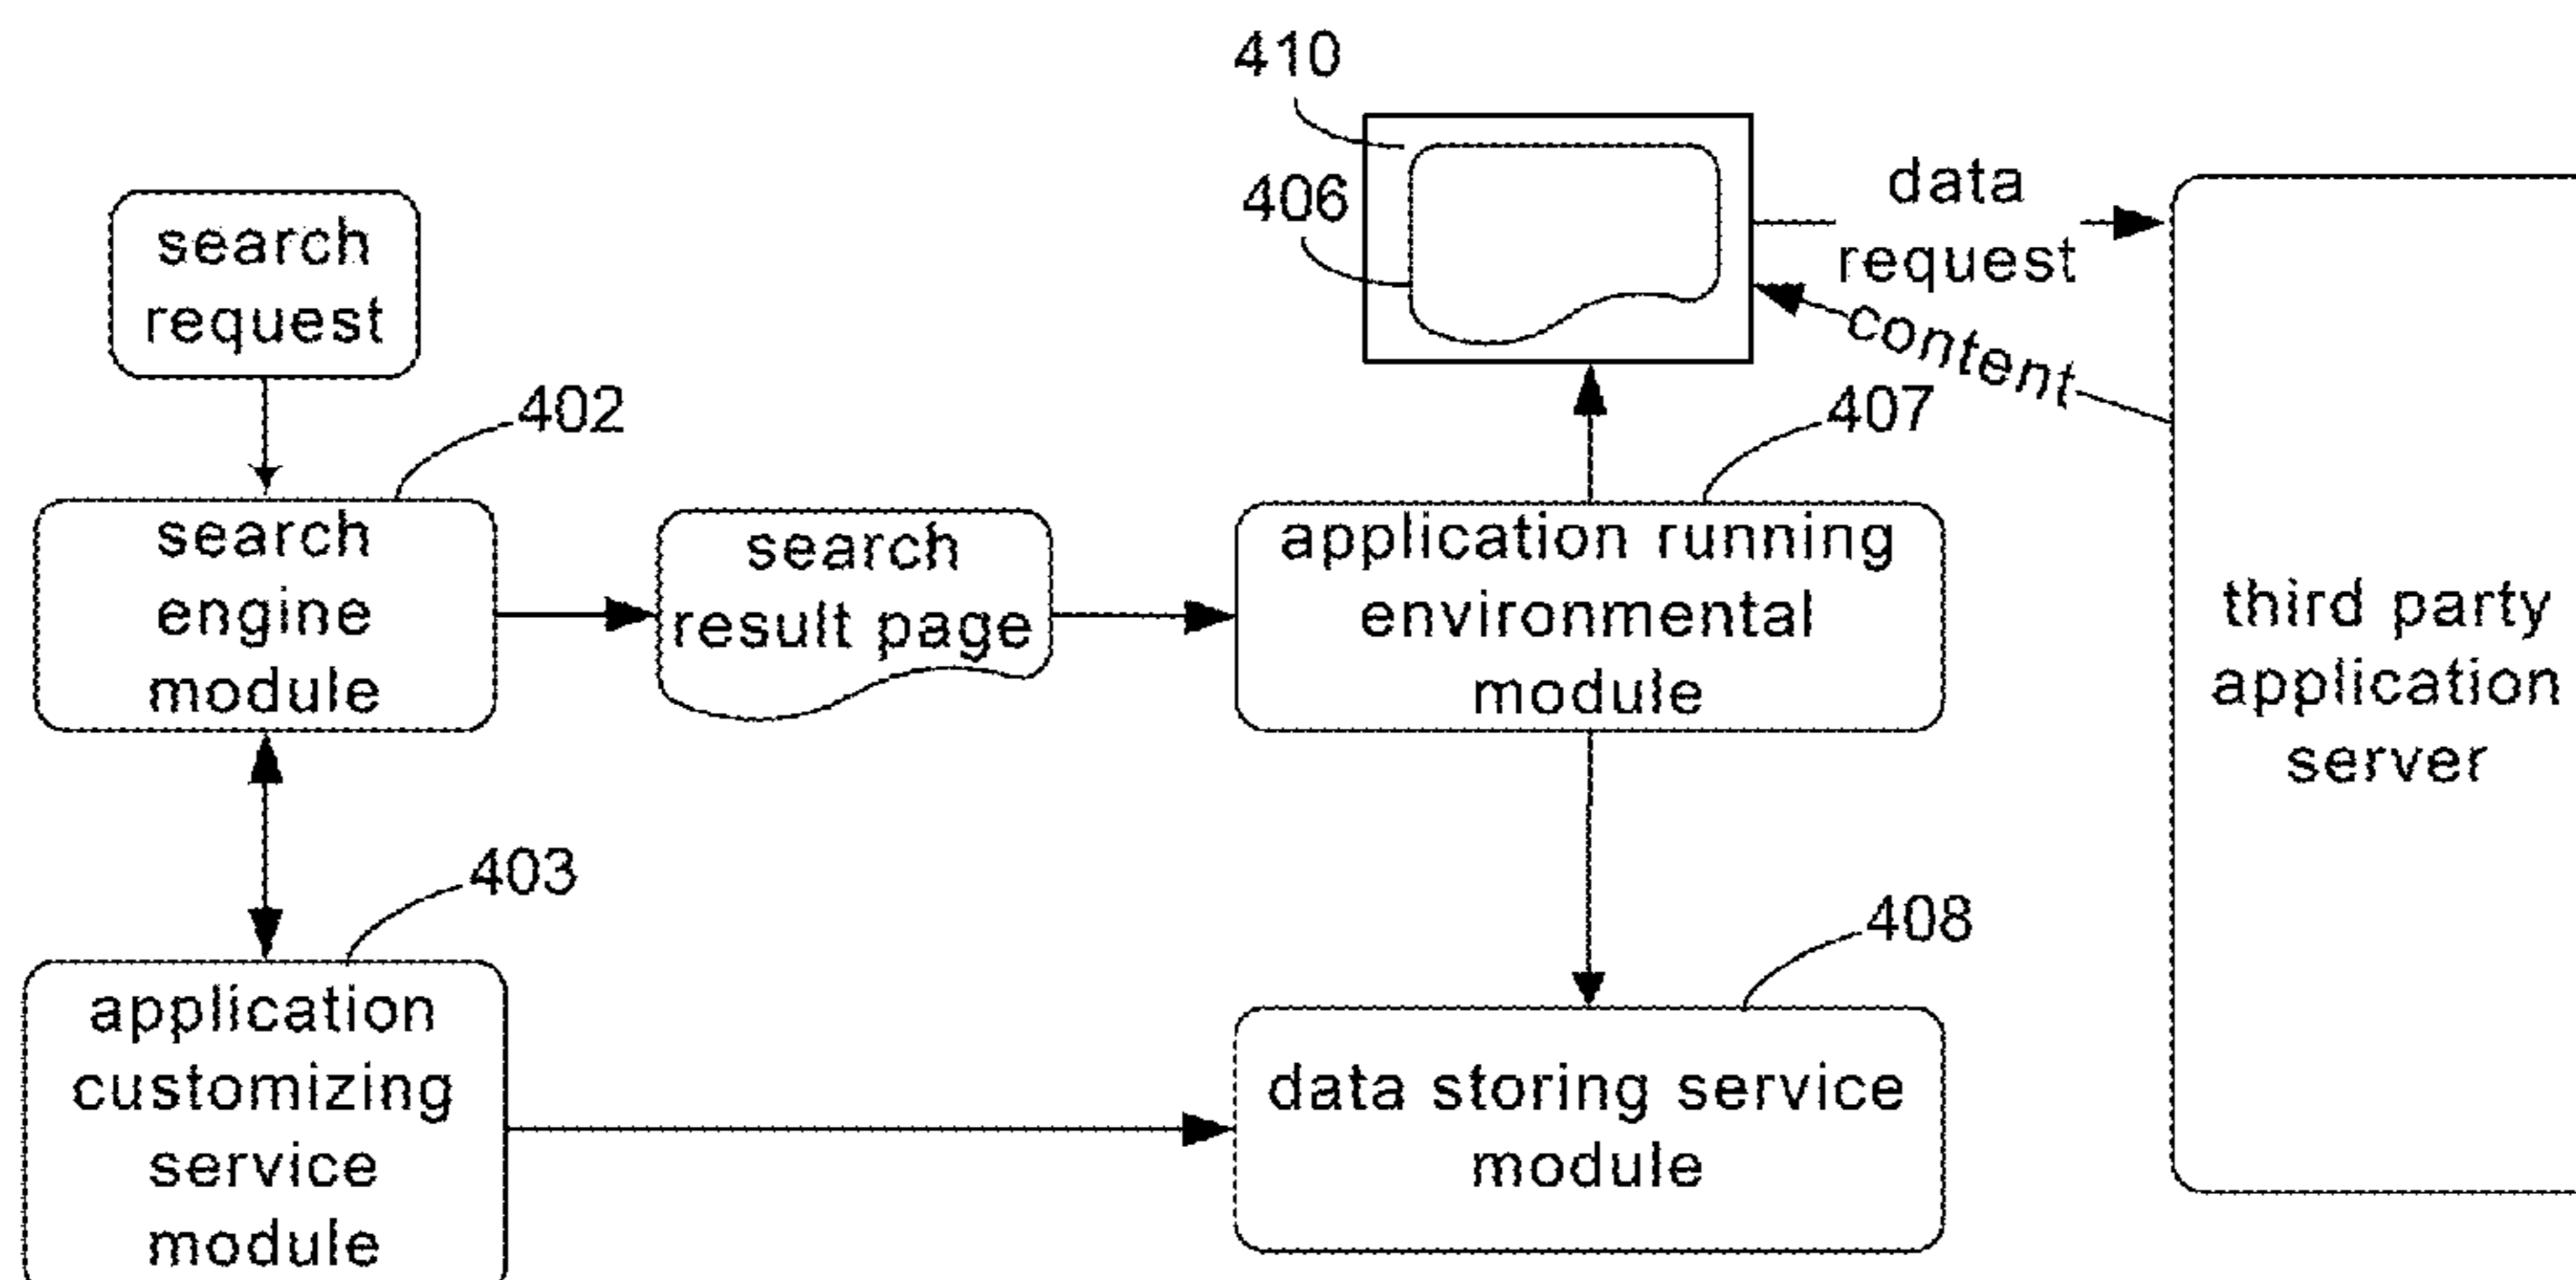 410
406
data
request
content
search
request
402
407
search
engine
module
search
result page
application running
environmental
module
third party
application
server
403
408
application
customizing
service
module
data storing service
module